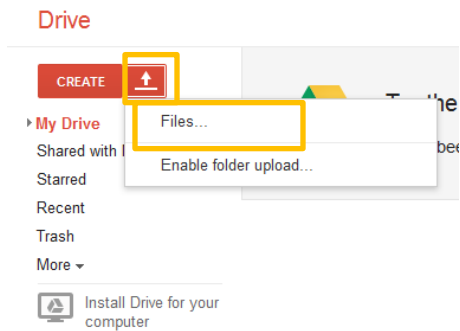 Drive
CREATE
Files...
My Drive
Shared with
Enable folder upload...
Starred
Recent
Trash
More
Install Drive for your
computer